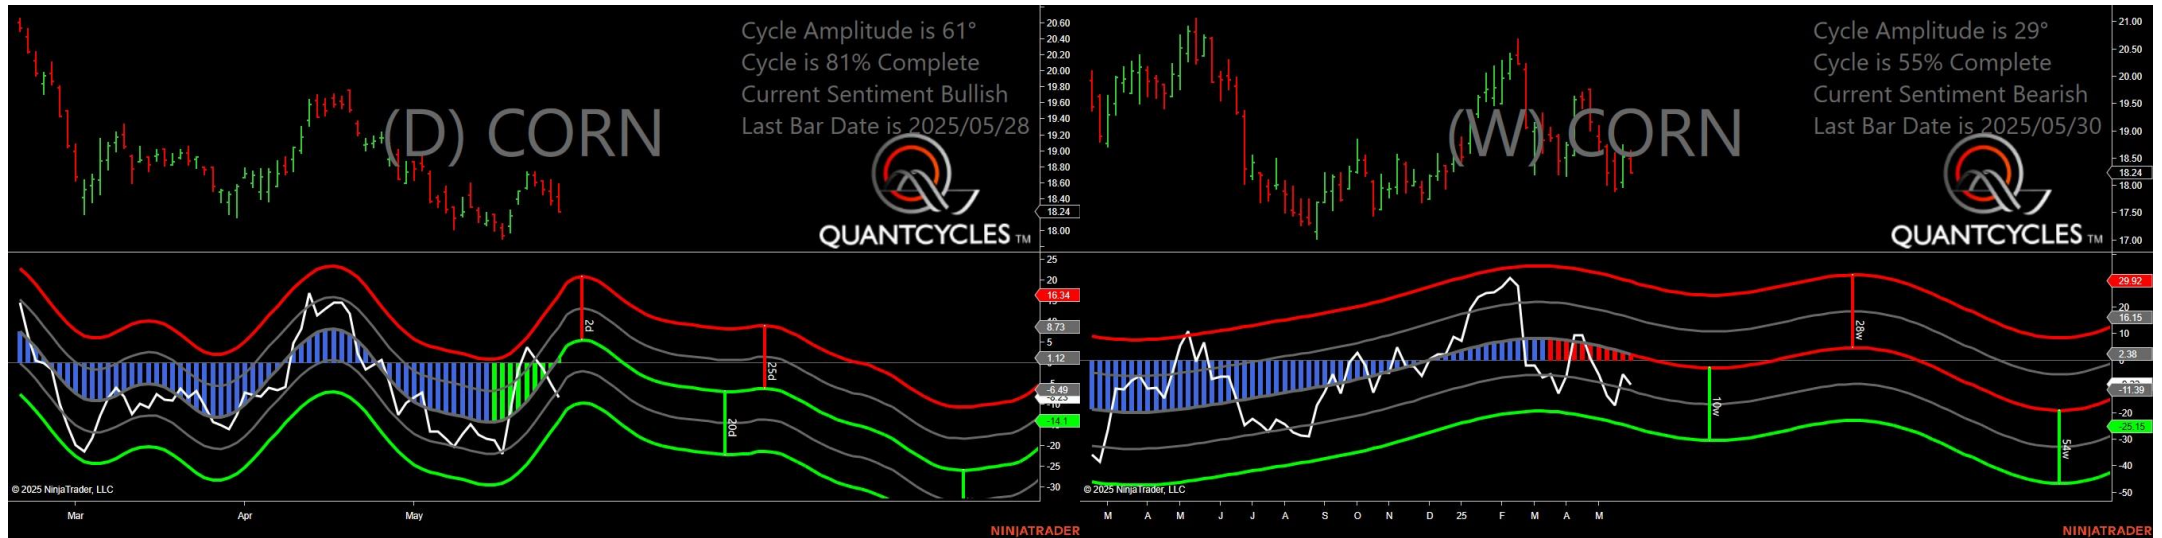 Cycle Amplitude is 61°
Cycle is 81% Complete
Current Sentiment Bullish
Last Bar Date is 2025/05/28
(D) CORN
QUANTCYCLES TM
20.60
20.40
20.20
20.00
19.80
19.60
19.40
19.20
19.00
18.80
18.60
18.40
18.24
18.00
25
20
16.34
8.73
5
1.12
-6.49
-14.1
-20
-25
-30
2d
25d
20d
© 2025 NinjaTrader, LLC
Mar
Apr
May
NINJATRADER
Cycle Amplitude is 29°
Cycle is 55% Complete
Current Sentiment Bearish
Last Bar Date is 2025/05/30
(W) CORN
QUANTCYCLES TM
21.00
20.50
20.00
19.50
19.00
18.50
18.24
18.00
17.50
17.00
29.92
20
16.15
10
2.38
-11.39
-20
-25.15
-30
-40
-50
28w
10w
54w
© 2025 NinjaTrader, LLC
M
A
M
J
J
A
S
O
N
D
25
F
M
A
M
NINJATRADER